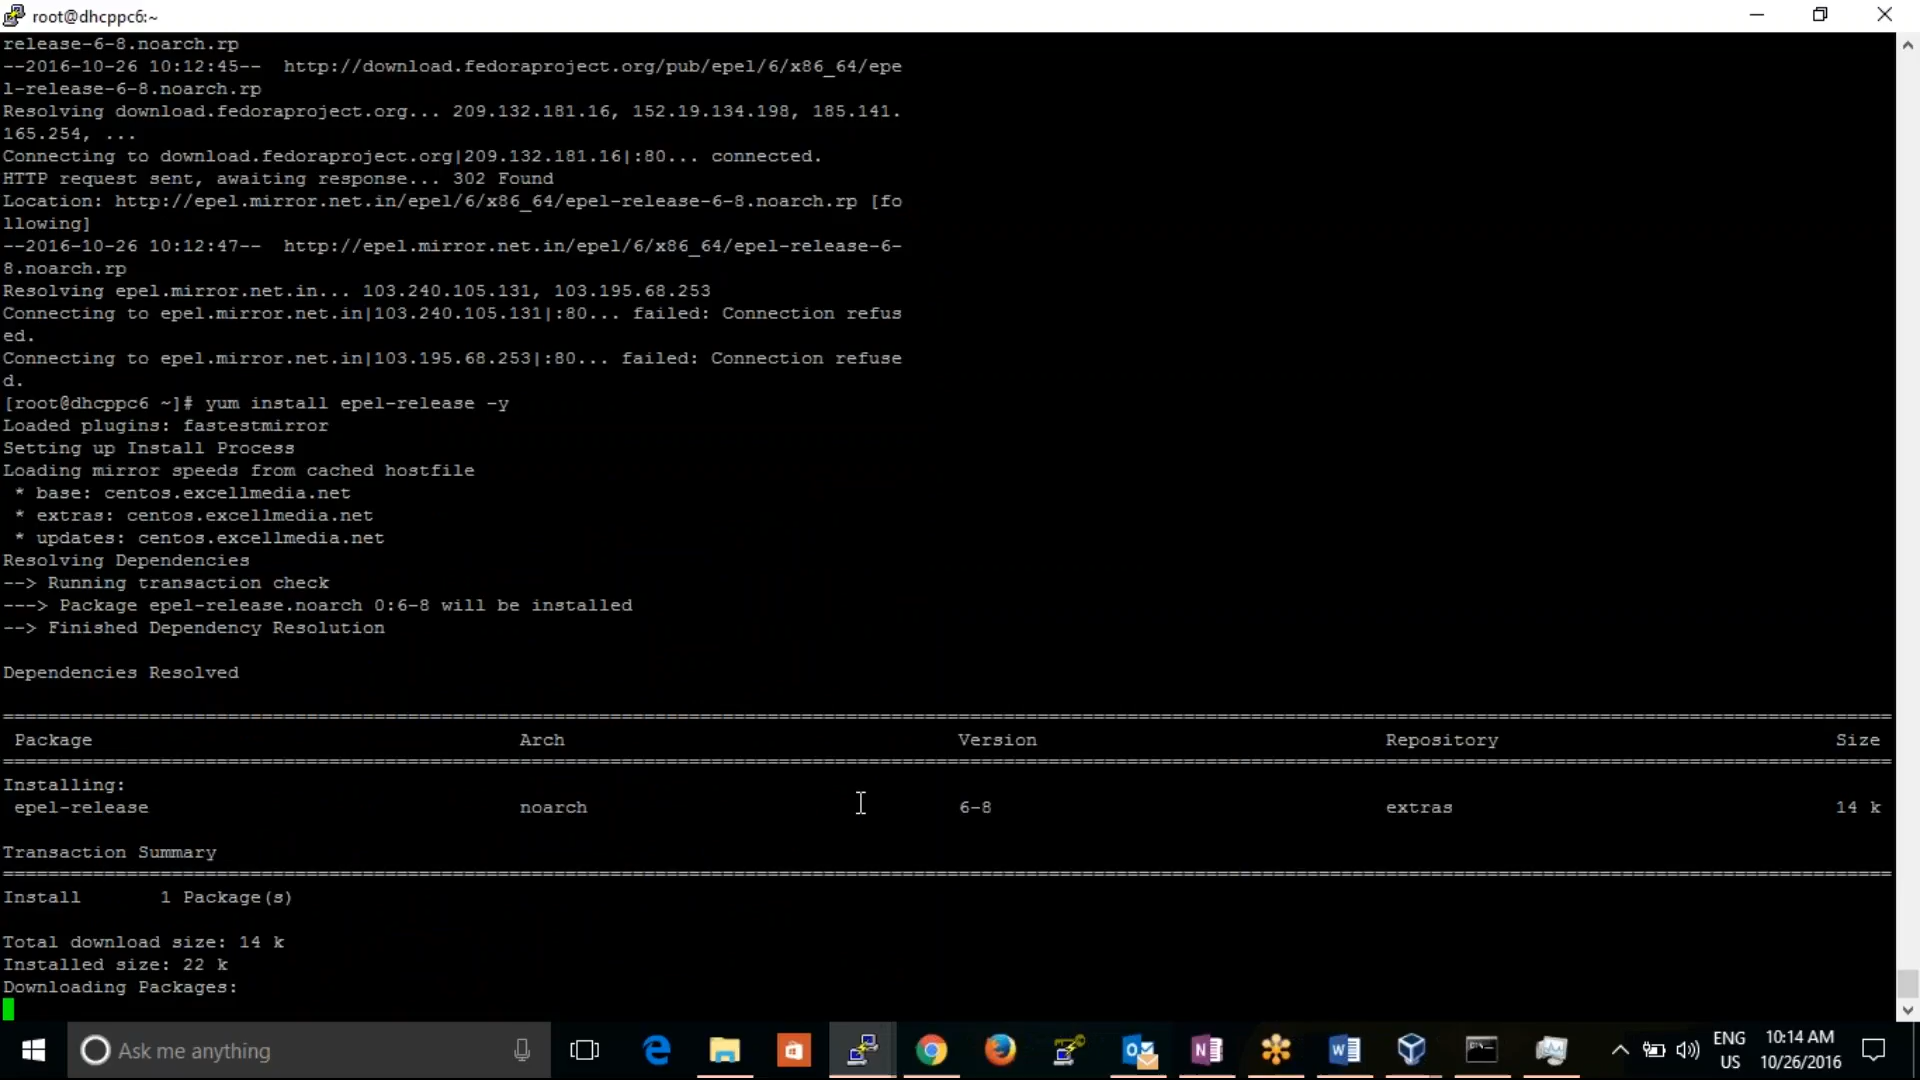 root@dhcppc6:~
release-6-8.noarch.rp
--2016-10-26 10:12:45--  http://download.fedoraproject.org/pub/epel/6/x86_64/epe
l-release-6-8.noarch.rp
Resolving download.fedoraproject.org... 209.132.181.16, 152.19.134.198, 185.141.
165.254, ...
Connecting to download.fedoraproject.org|209.132.181.16|:80... connected.
HTTP request sent, awaiting response... 302 Found
Location: http://epel.mirror.net.in/epel/6/x86_64/epel-release-6-8.noarch.rp [fo
llowing]
--2016-10-26 10:12:47--  http://epel.mirror.net.in/epel/6/x86_64/epel-release-6-
8.noarch.rp
Resolving epel.mirror.net.in... 103.240.105.131, 103.195.68.253
Connecting to epel.mirror.net.in|103.240.105.131|:80... failed: Connection refus
ed.
Connecting to epel.mirror.net.in|103.195.68.253|:80... failed: Connection refuse
d.
[root@dhcppc6 ~]# yum install epel-release -y
Loaded plugins: fastestmirror
Setting up Install Process
Loading mirror speeds from cached hostfile
 * base: centos.excellmedia.net
 * extras: centos.excellmedia.net
 * updates: centos.excellmedia.net
Resolving Dependencies
--> Running transaction check
---> Package epel-release.noarch 0:6-8 will be installed
--> Finished Dependency Resolution
Dependencies Resolved
Package Arch Version Repository Size
Installing:
epel-release noarch 6-8 extras 14 k
Transaction Summary
Install 1 Package(s)
Total download size: 14 k
Installed size: 22 k
Downloading Packages:
Ask me anything
ENG 10:14 AM
US 10/26/2016